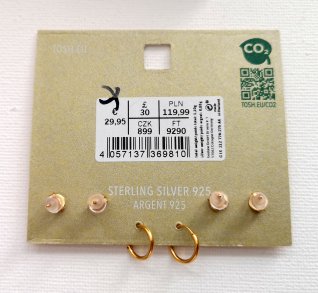 TOSH.EU
CO2
TOSH.EU/CO2
€ £ PLN
29,95 30 119,99
CZK FT
899 9290
4 057137 369810
STERLING SILVER 925
ARGENT 925